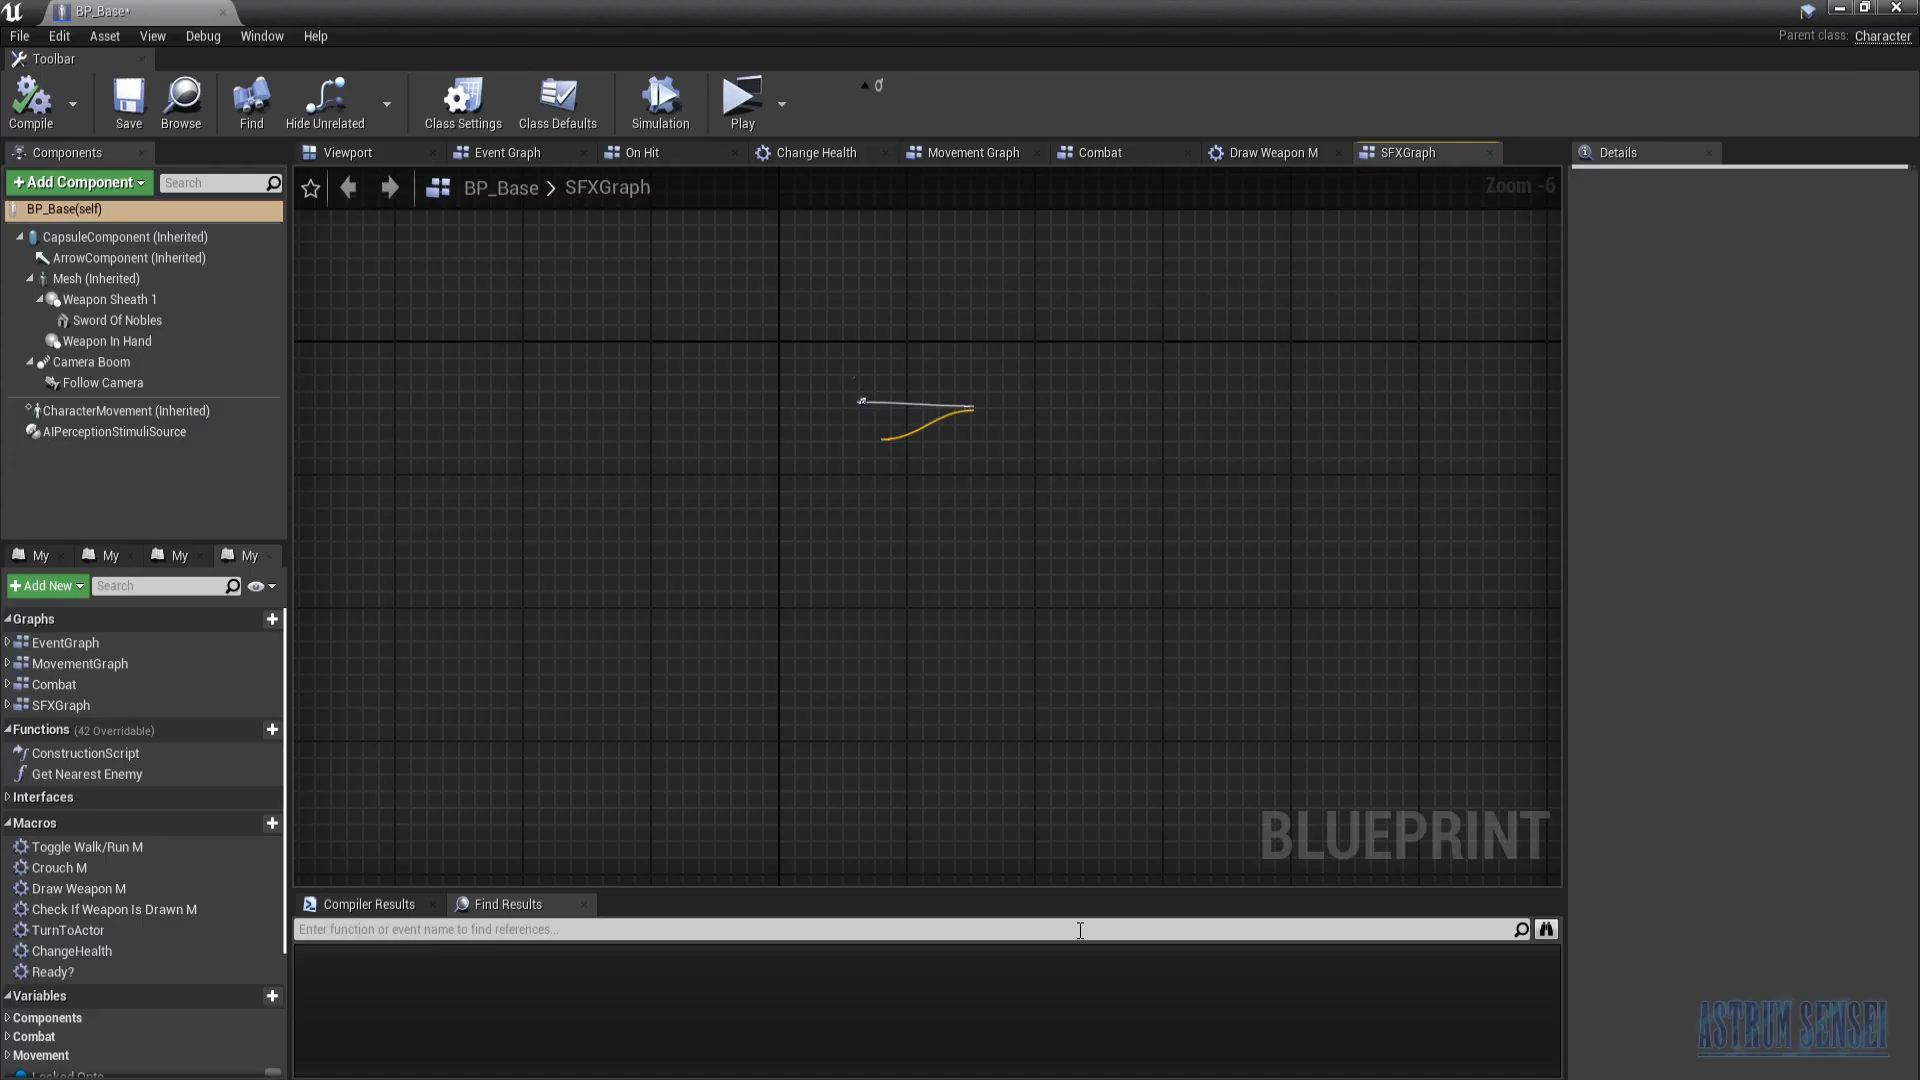 BP_Base*
File Edit Asset View Debug Window Help
Parent class: Character
Toolbar
Compile Save Browse Find Hide Unrelated Class Settings Class Defaults Simulation Play
Components
Viewport Event Graph On Hit Change Health Movement Graph Combat Draw Weapon M SFXGraph Details
+Add Component Search
BP_Base > SFXGraph
Zoom -6
BP_Base(self)
CapsuleComponent (Inherited)
ArrowComponent (Inherited)
Mesh (Inherited)
Weapon Sheath 1
Sword Of Nobles
Weapon In Hand
Camera Boom
Follow Camera
CharacterMovement (Inherited)
AIPerceptionStimuliSource
My My My My
+Add New Search
Graphs
EventGraph
MovementGraph
Combat
SFXGraph
Functions (42 Overridable)
ConstructionScript
Get Nearest Enemy
Interfaces
Macros
Toggle Walk/Run M
Crouch M
Draw Weapon M
Check If Weapon Is Drawn M
TurnToActor
ChangeHealth
Ready?
Variables
Components
Combat
Movement
BLUEPRINT
Compiler Results Find Results
Enter function or event name to find references...
ASTRUM SENSEI